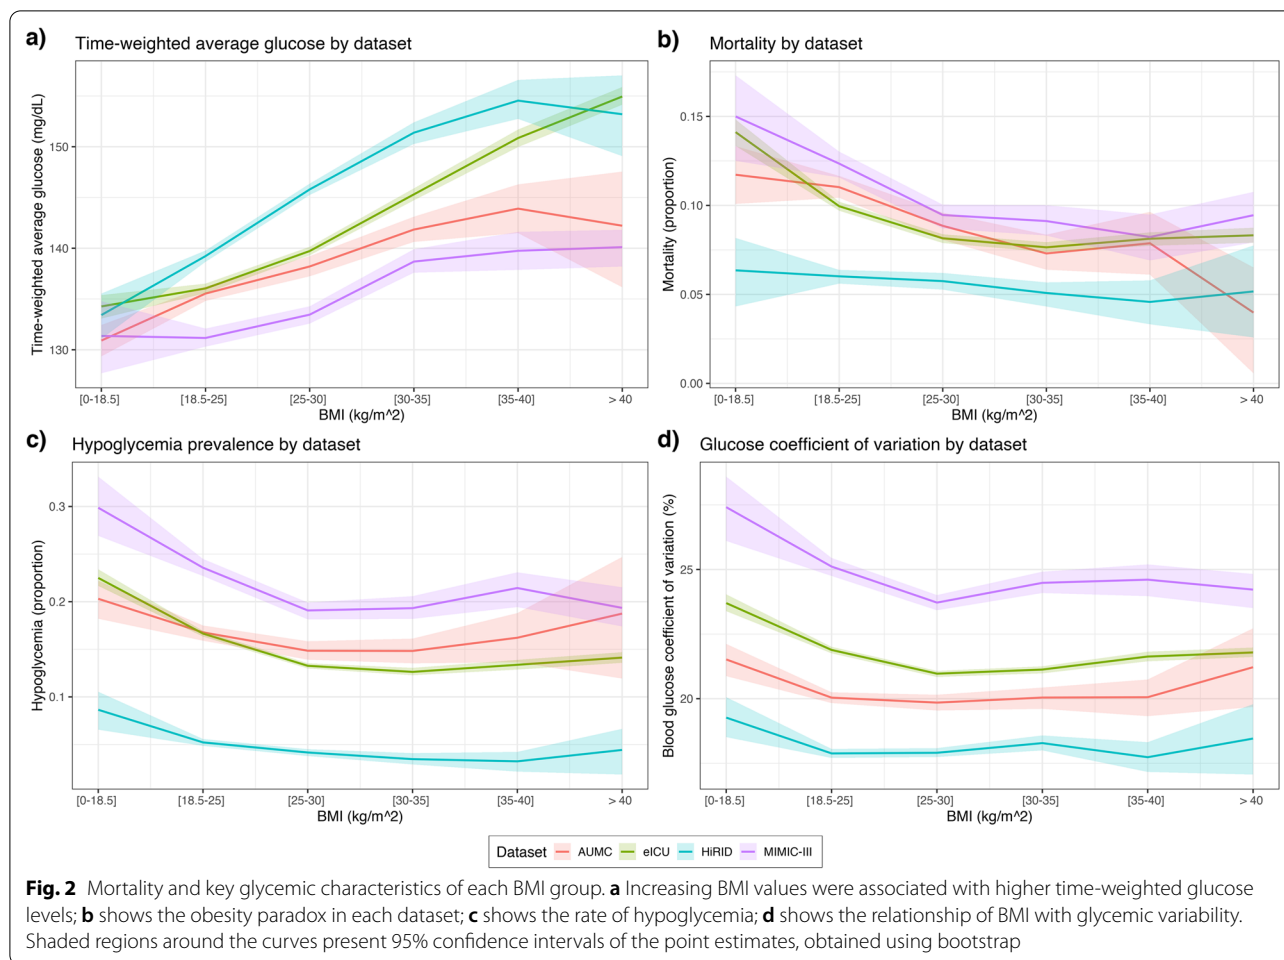 a) Time-weighted average glucose by dataset
Time-weighted average glucose (mg/dL)
150
140
130
[0-18.5] [18.5-25] [25-30] [30-35] [35-40] > 40
BMI (kg/m^2)
b) Mortality by dataset
Mortality (proportion)
0.15
0.10
0.05
0.00
[0-18.5] [18.5-25] [25-30] [30-35] [35-40] > 40
BMI (kg/m^2)
c) Hypoglycemia prevalence by dataset
Hypoglycemia (proportion)
0.3
0.2
0.1
[0-18.5] [18.5-25] [25-30] [30-35] [35-40] > 40
BMI (kg/m^2)
d) Glucose coefficient of variation by dataset
Blood glucose coefficient of variation (%)
25
20
[0-18.5] [18.5-25] [25-30] [30-35] [35-40] > 40
BMI (kg/m^2)
Dataset AUMC eICU HiRID MIMIC-III
Fig. 2 Mortality and key glycemic characteristics of each BMI group. a Increasing BMI values were associated with higher time-weighted glucose
levels; b shows the obesity paradox in each dataset; c shows the rate of hypoglycemia; d shows the relationship of BMI with glycemic variability.
Shaded regions around the curves present 95% confidence intervals of the point estimates, obtained using bootstrap